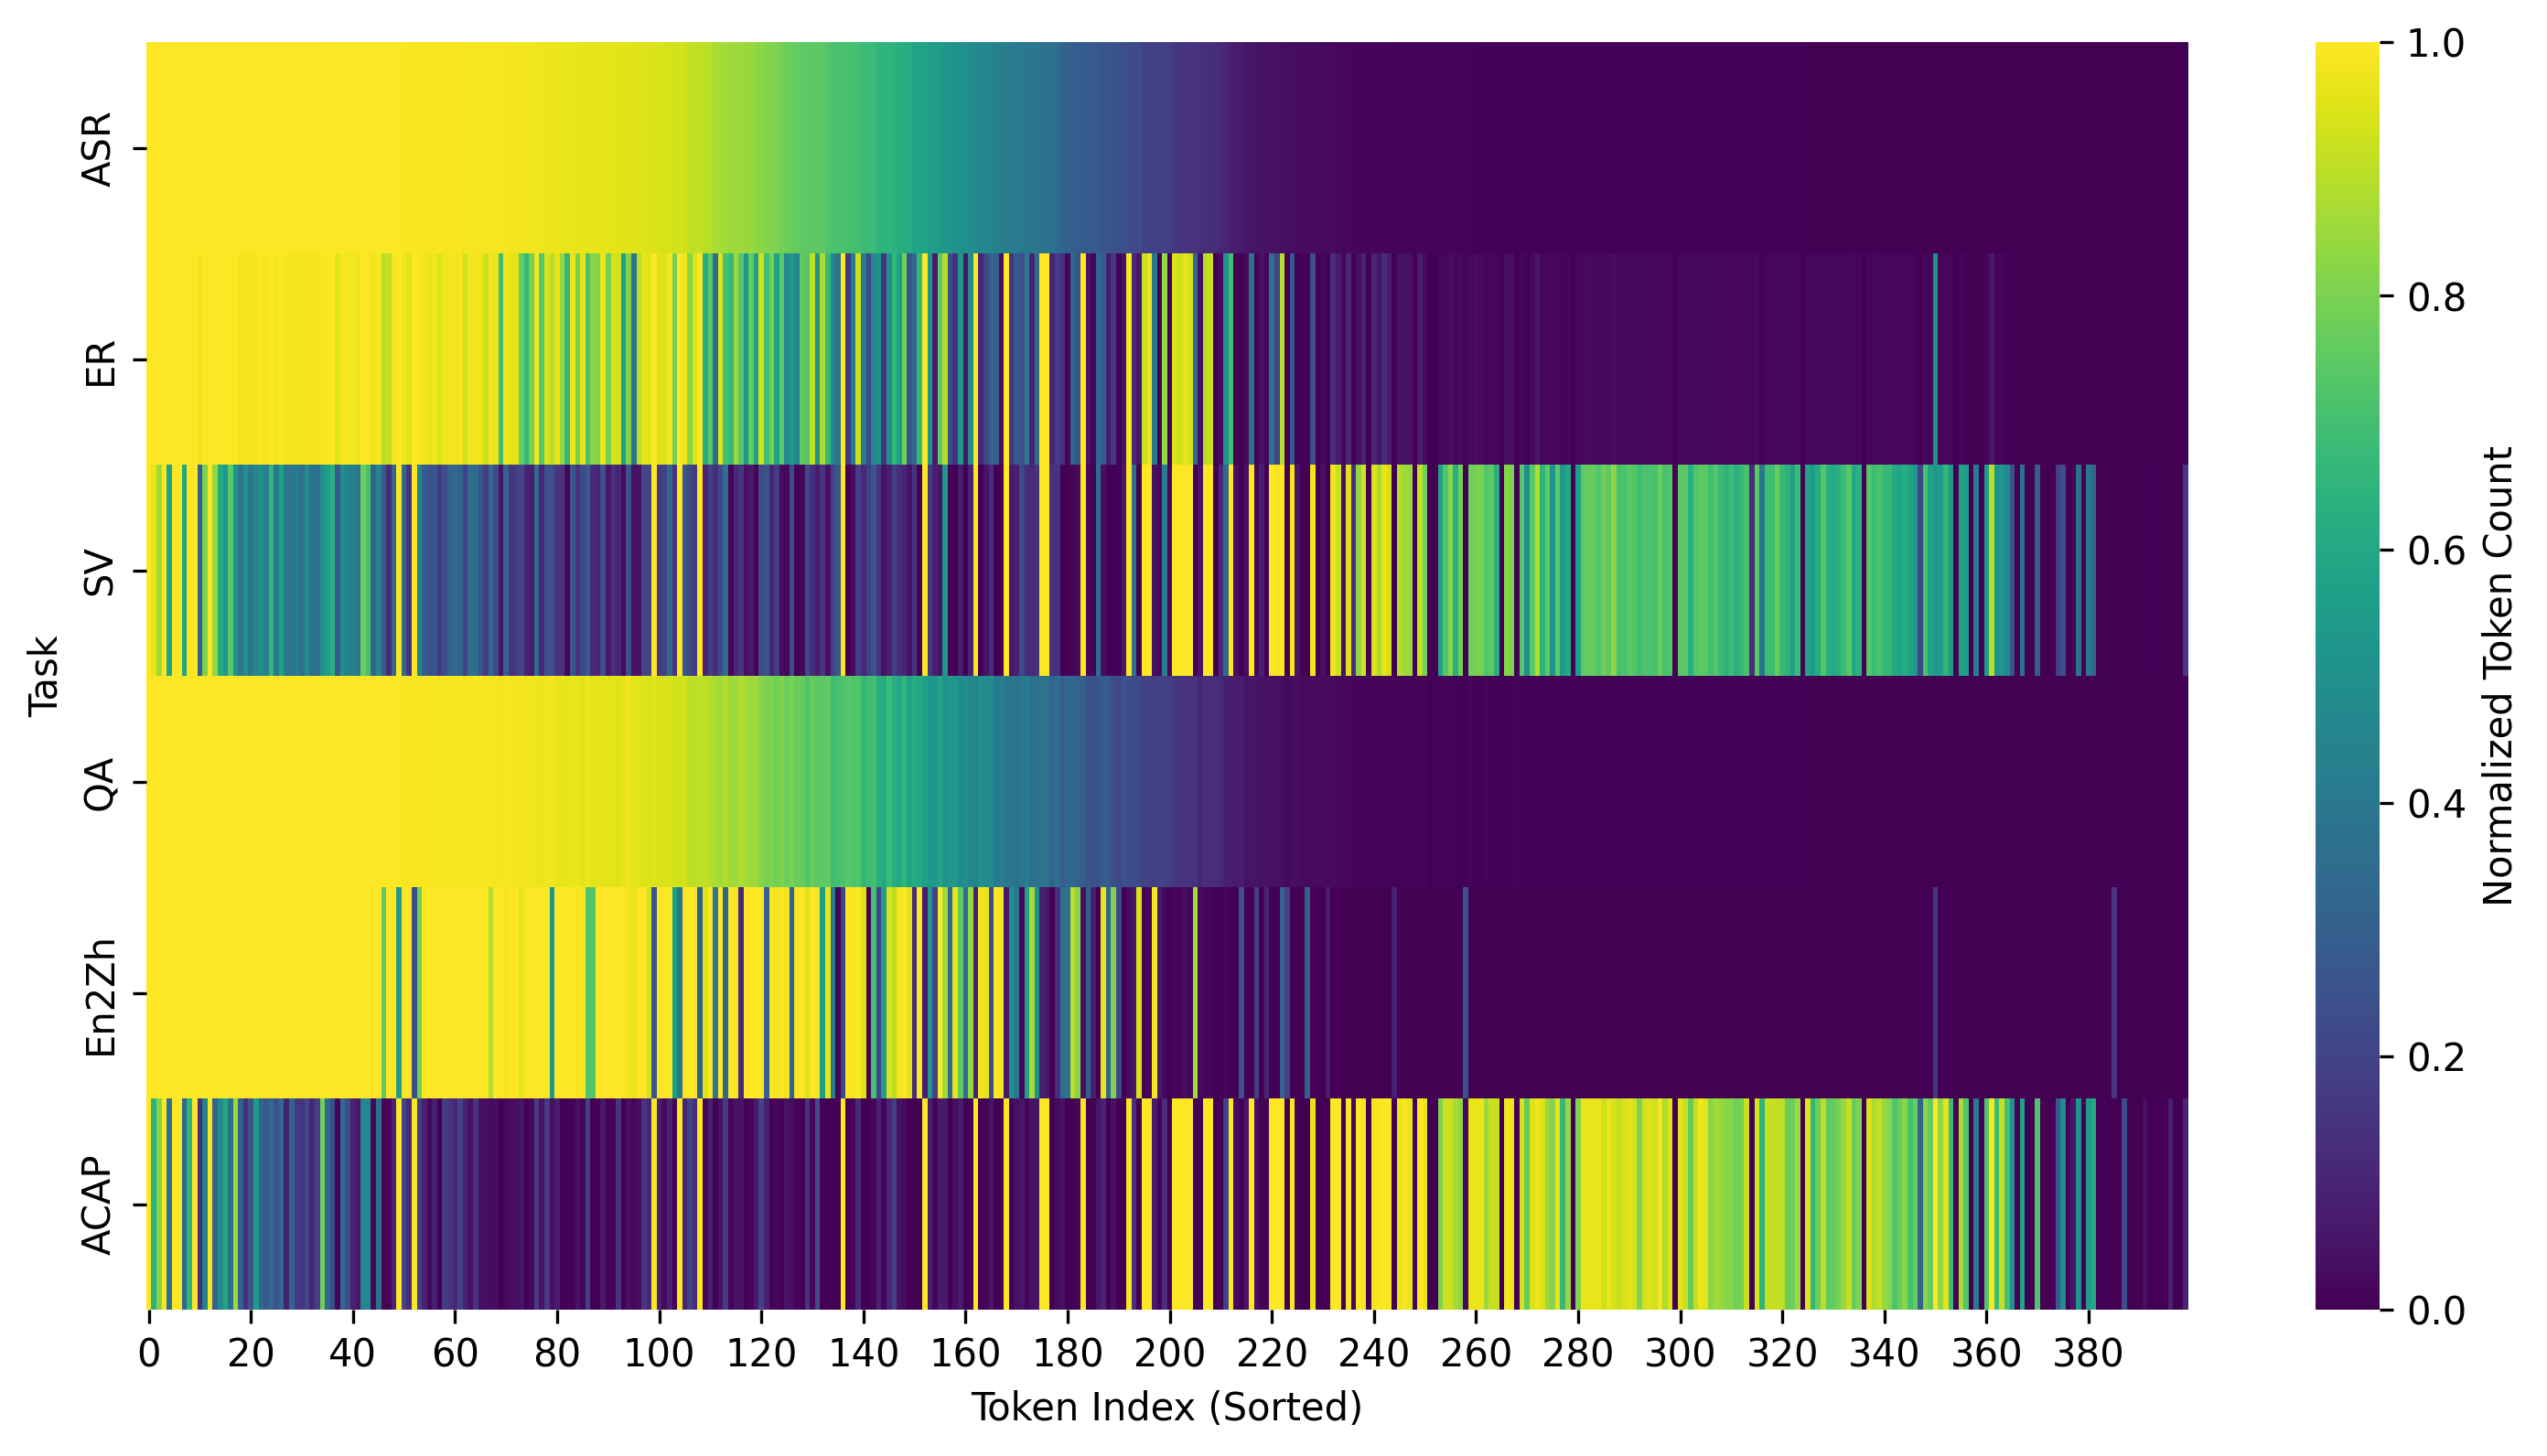 Task
ASR
ER
SV
QA
En2Zh
ACAP
0 20 40 60 80 100 120 140 160 180 200 220 240 260 280 300 320 340 360 380
Token Index (Sorted)
1.0
0.8
0.6
0.4
0.2
0.0
Normalized Token Count